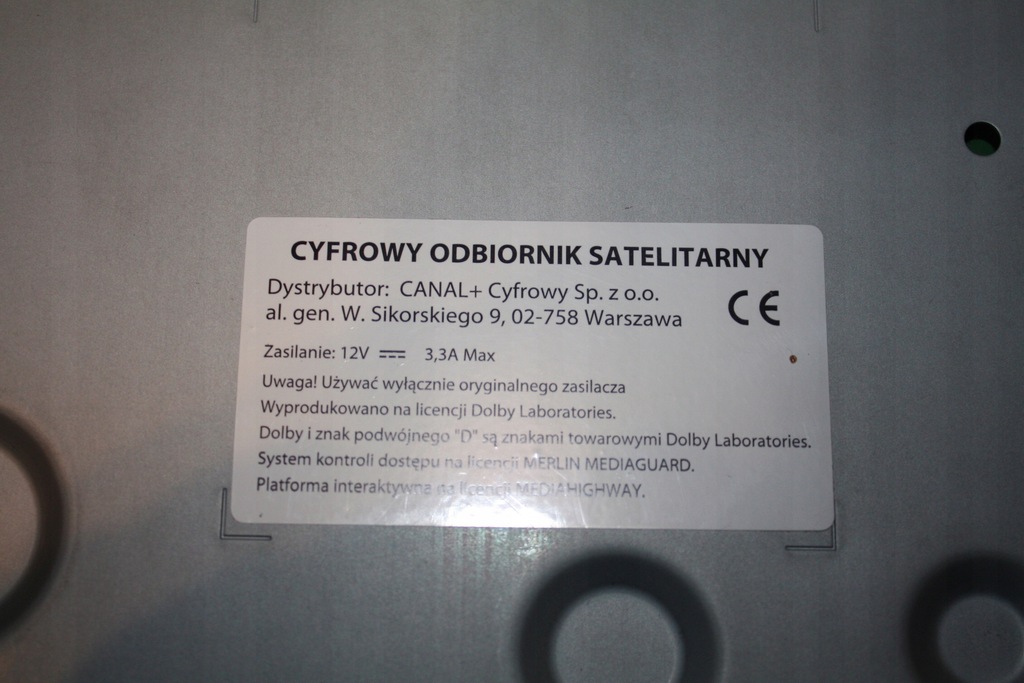 CYFROWY ODBIORNIK SATELITARNY
Dystrybutor: CANAL+ Cyfrowy Sp. z o.o.
al. gen. W. Sikorskiego 9, 02-758 Warszawa
CE
Zasilanie: 12V ⎓ 3,3A Max
Uwaga! Używać wyłącznie oryginalnego zasilacza
Wyprodukowano na licencji Dolby Laboratories.
Dolby i znak podwójnego "D" są znakami towarowymi Dolby Laboratories.
System kontroli dostępu na licencji MERLIN MEDIAGUARD.
Platforma interaktywna na licencji MEDIAHIGHWAY.